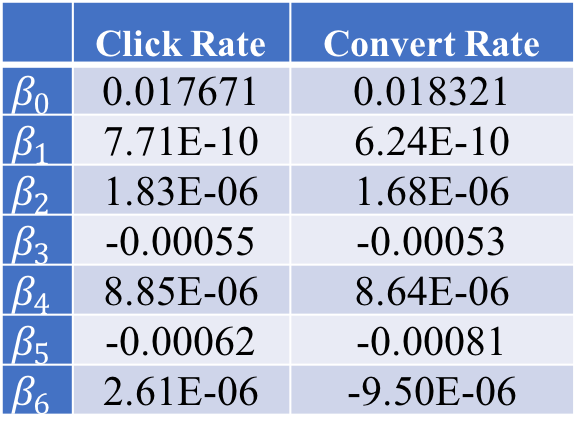 Click Rate Convert Rate
β0 0.017671 0.018321
β1 7.71E-10 6.24E-10
β2 1.83E-06 1.68E-06
β3 -0.00055 -0.00053
β4 8.85E-06 8.64E-06
β5 -0.00062 -0.00081
β6 2.61E-06 -9.50E-06